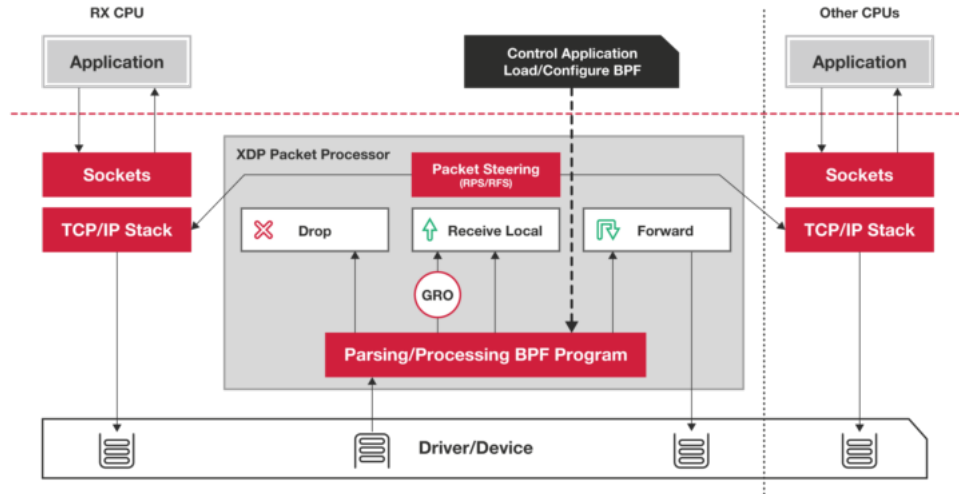 RX CPU
Other CPUs
Application
Control Application
Load/Configure BPF
Application
XDP Packet Processor
Sockets
Packet Steering
(RPS/RFS)
Sockets
TCP/IP Stack
Drop
Receive Local
Forward
TCP/IP Stack
GRO
Parsing/Processing BPF Program
Driver/Device